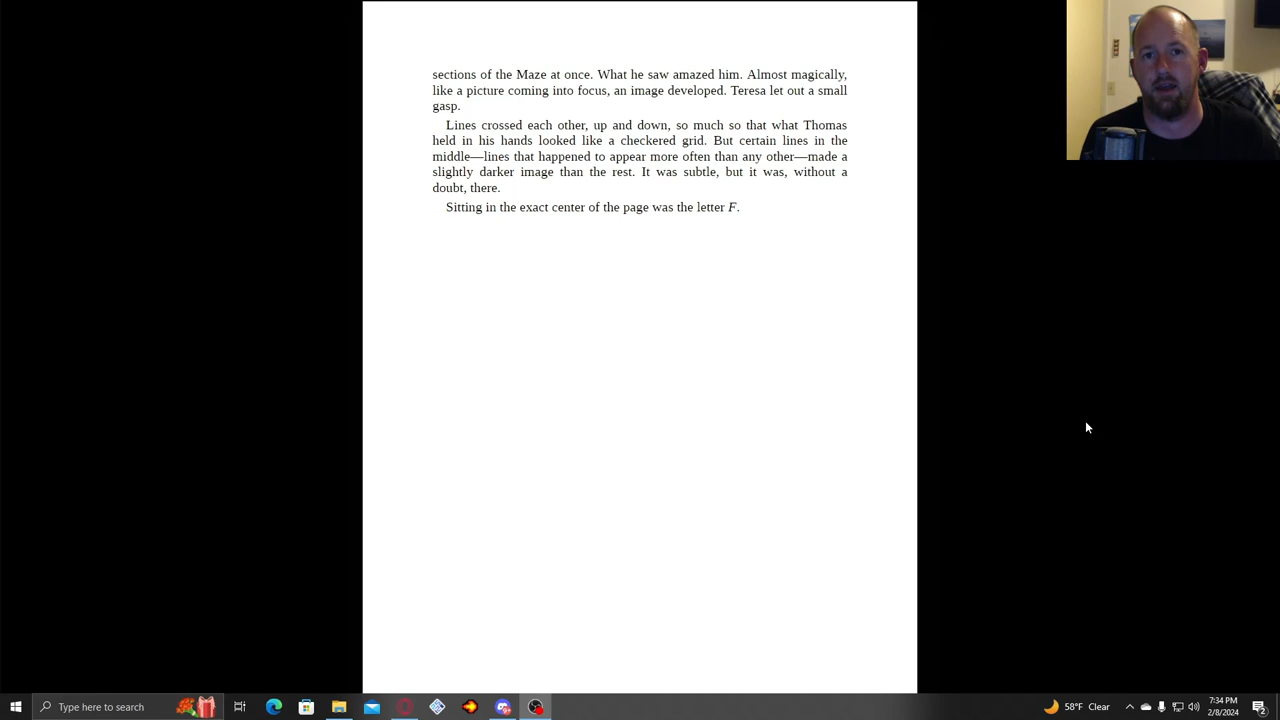 sections of the Maze at once. What he saw amazed him. Almost magically,
like a picture coming into focus, an image developed. Teresa let out a small
gasp.
Lines crossed each other, up and down, so much so that what Thomas
held in his hands looked like a checkered grid. But certain lines in the
middle—lines that happened to appear more often than any other—made a
slightly darker image than the rest. It was subtle, but it was, without a
doubt, there.
Sitting in the exact center of the page was the letter F.
Type here to search
58°F Clear
7:34 PM
2/8/2024
2